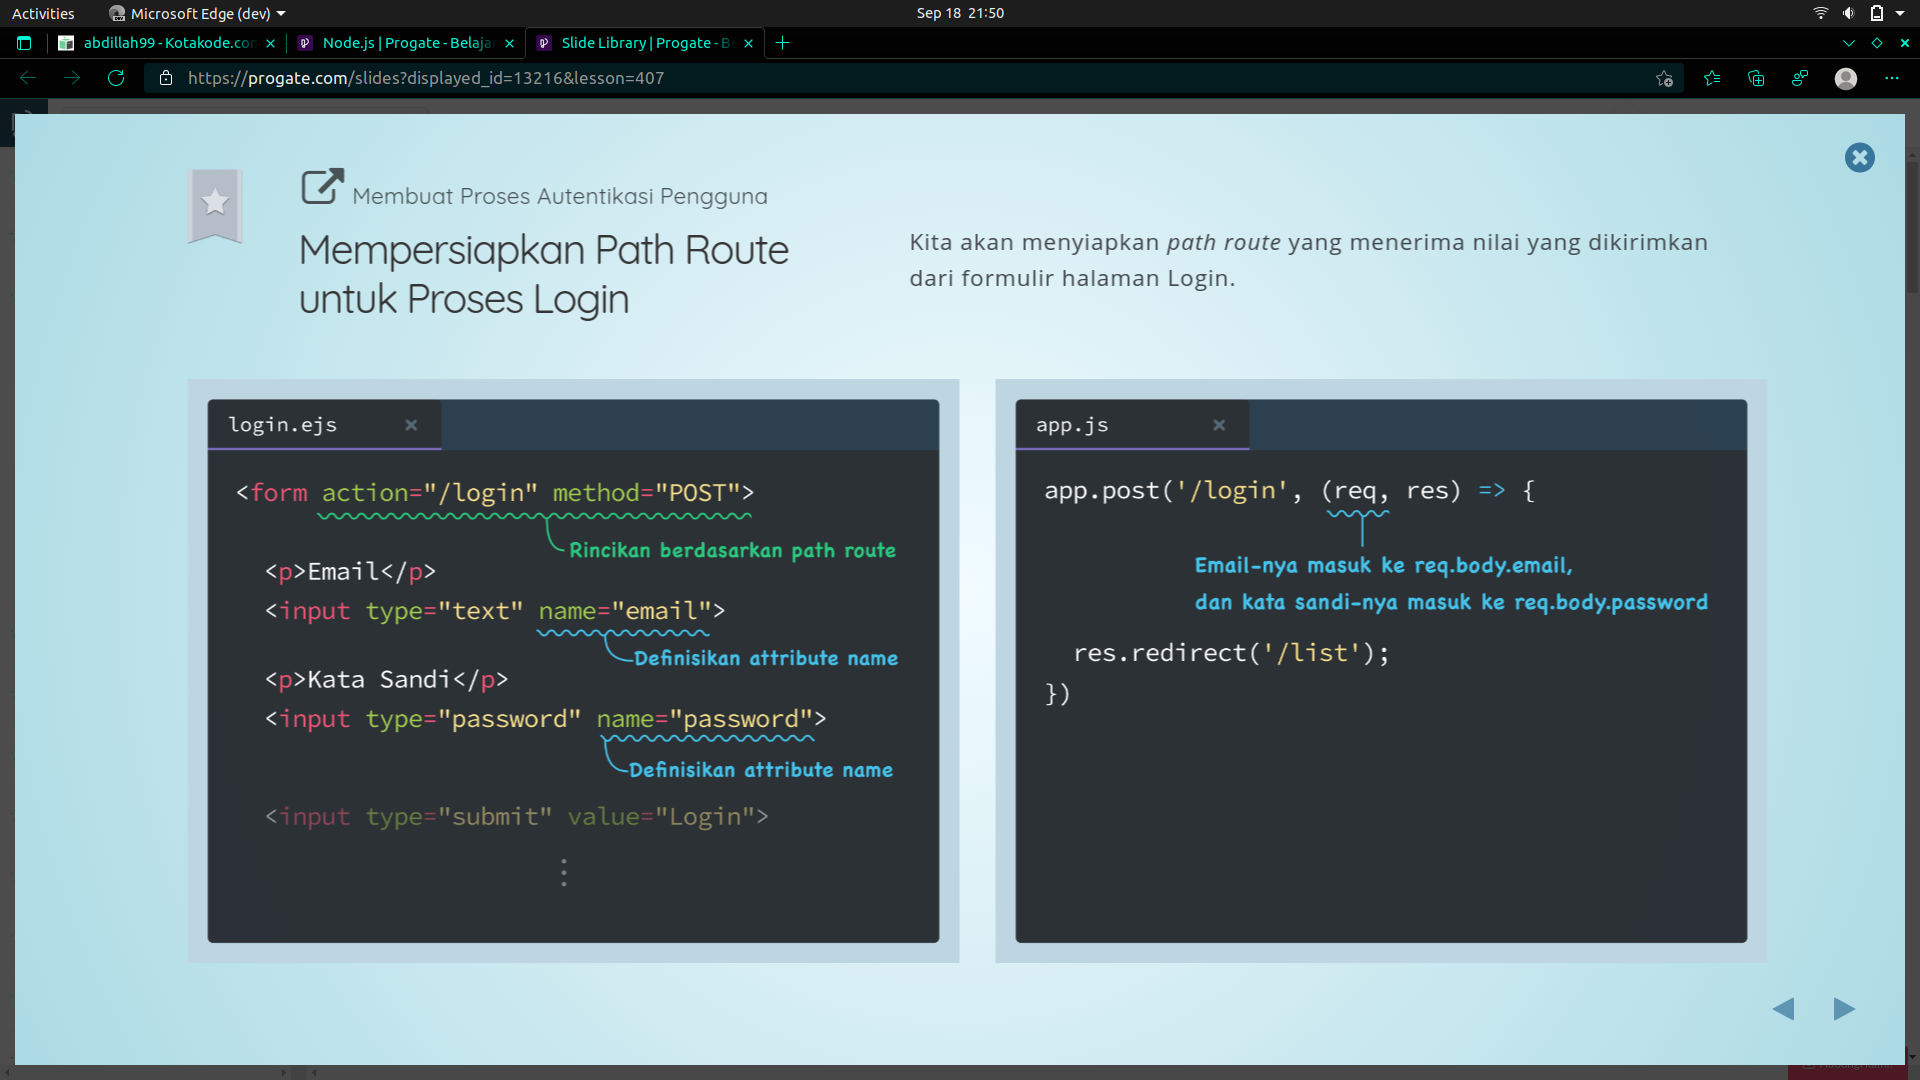 Activities
Microsoft Edge (dev)
Sep 18 21:50
abdillah99 - Kotakode.co
Node.js | Progate - Belaja
Slide Library | Progate - B
https://progate.com/slides?displayed_id=13216&lesson=407
Membuat Proses Autentikasi Pengguna
Mempersiapkan Path Route
untuk Proses Login
Kita akan menyiapkan path route yang menerima nilai yang dikirimkan
dari formulir halaman Login.
login.ejs
<form action="/login" method="POST">
Rincikan berdasarkan path route
<p>Email</p>
<input type="text" name="email">
Definisikan attribute name
<p>Kata Sandi</p>
<input type="password" name="password">
Definisikan attribute name
<input type="submit" value="Login">
app.js
app.post('/login', (req, res) => {
Email-nya masuk ke req.body.email,
dan kata sandi-nya masuk ke req.body.password
res.redirect('/list');
})